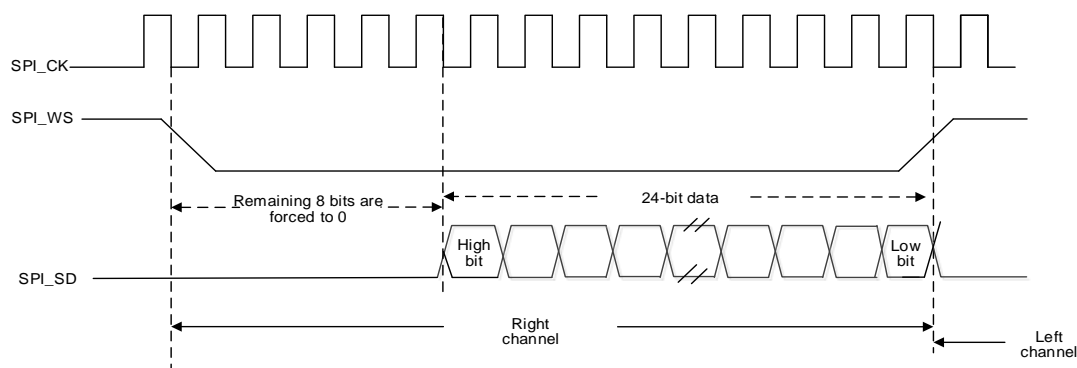 SPI_CK
SPI_WS
Remaining 8 bits are
forced to 0
24-bit data
High
bit
Low
bit
SPI_SD
Right
channel
Left
channel